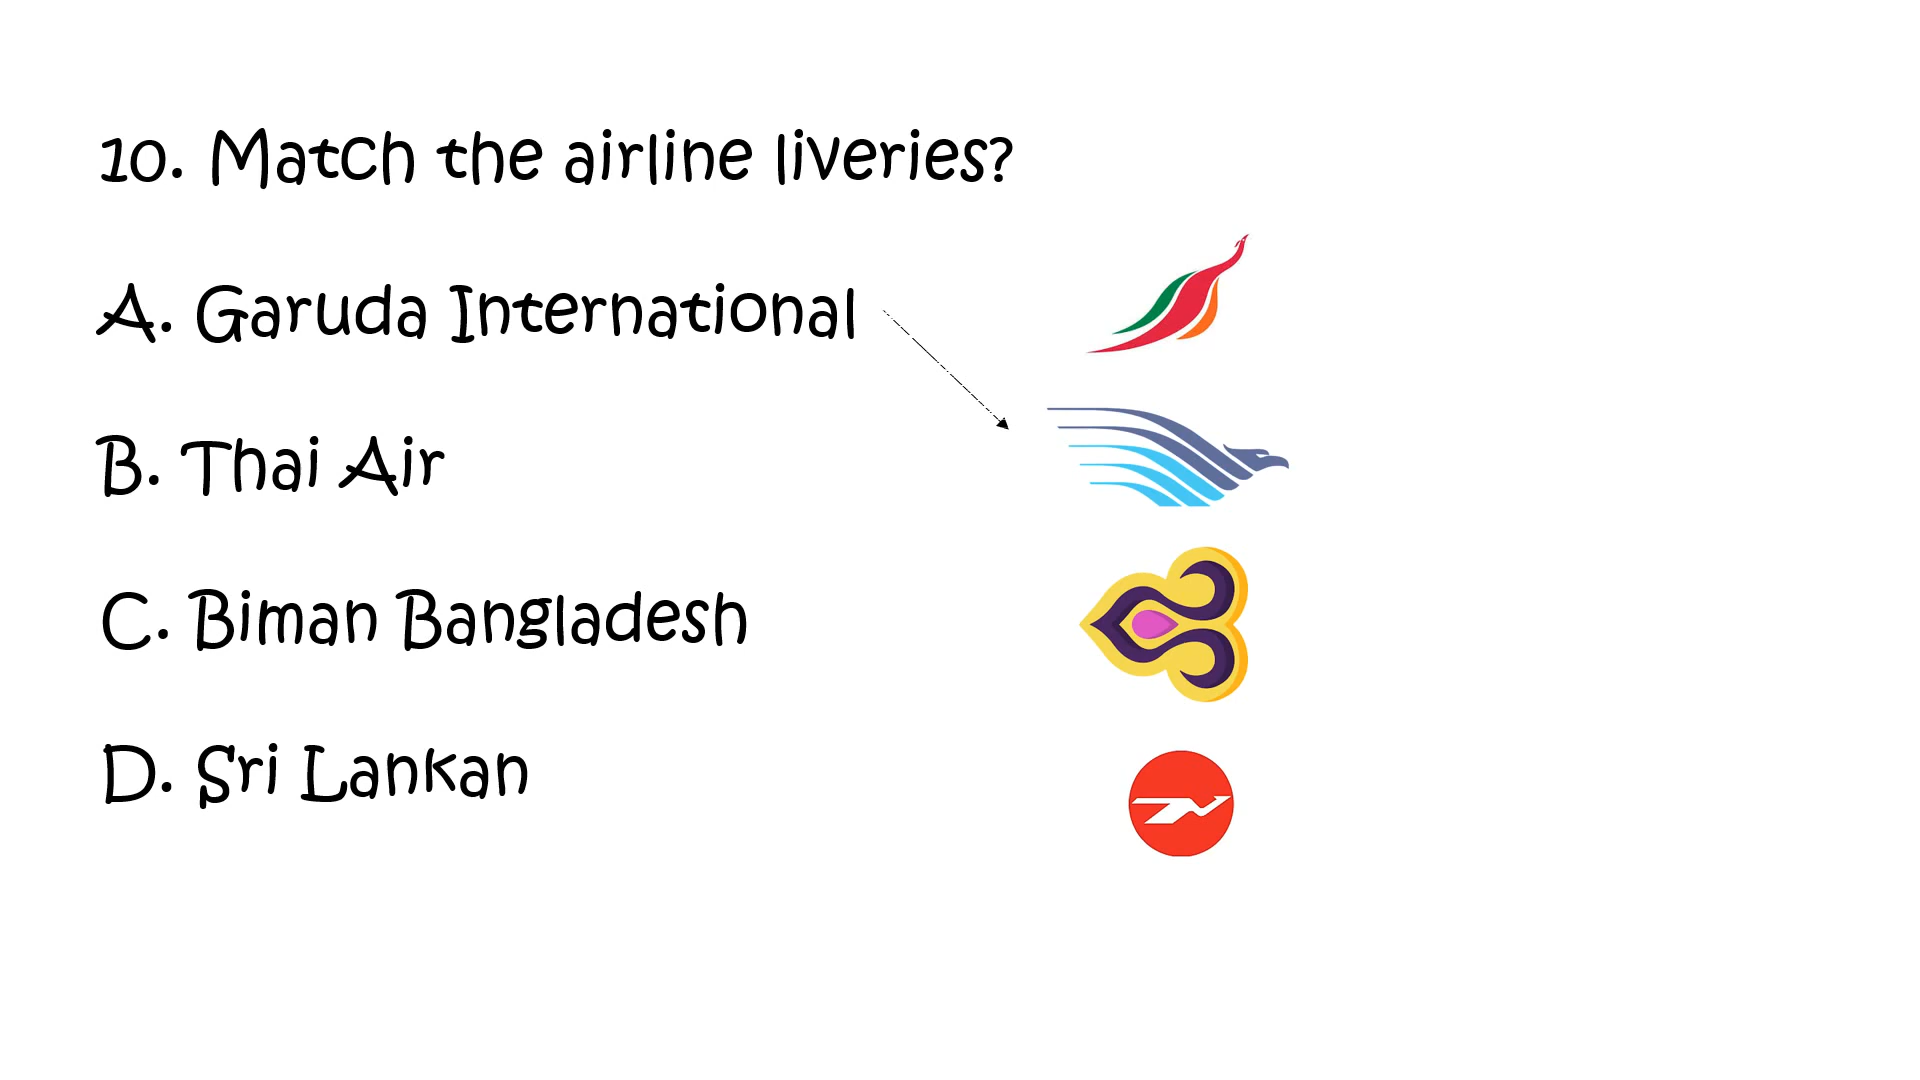 10. Match the airline liveries?
A. Garuda International
B. Thai Air
C. Biman Bangladesh
D. Sri Lankan